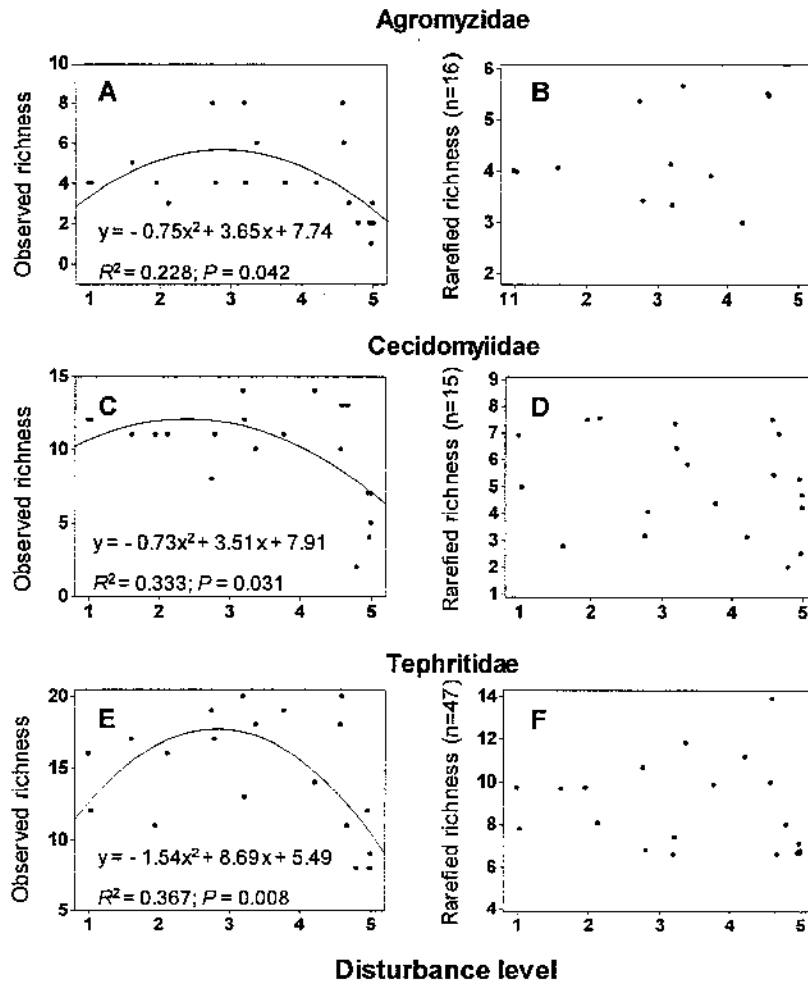 Agromyzidae
A
Observed richness
10
8
6
4
2
0
y = - 0.75x² + 3.65x + 7.74
R² = 0.228; P = 0.042
1 2 3 4 5
B
Rarefied richness (n=16)
6
5
4
3
2
11 2 3 4 5
Cecidomyiidae
C
Observed richness
15
10
5
0
y = - 0.73x² + 3.51x + 7.91
R² = 0.333; P = 0.031
1 2 3 4 5
D
Rarefied richness (n=15)
9
8
7
6
5
4
3
2
1
1 2 3 4 5
Tephritidae
E
Observed richness
20
15
10
5
y = - 1.54x² + 8.69x + 5.49
R² = 0.367; P = 0.008
1 2 3 4 5
F
Rarefied richness (n=47)
14
12
10
8
6
4
1 2 3 4 5
Disturbance level